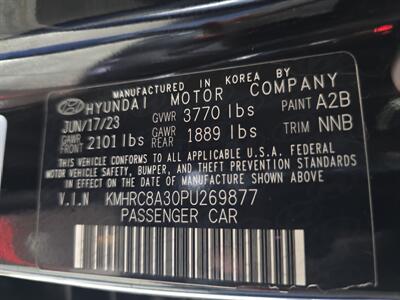 MANUFACTURED IN KOREA BY
HYUNDAI MOTOR COMPANY
JUN/17/23 GVWR 3770 lbs PAINT A2B
GAWR FRONT 2101 lbs GAWR REAR 1889 lbs TRIM NNB
THIS VEHICLE CONFORMS TO ALL APPLICABLE U.S.A. FEDERAL
MOTOR VEHICLE SAFETY, BUMPER, AND THEFT PREVENTION STANDARDS
IN EFFECT ON THE DATE OF MANUFACTURE SHOWN ABOVE.
V.I.N KMHRC8A30PU269877
PASSENGER CAR